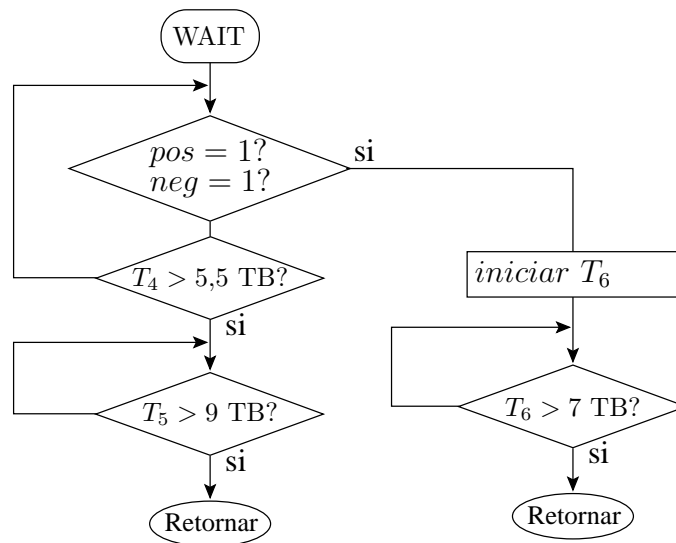 WAIT
pos = 1?
neg = 1?
si
T₄ > 5,5 TB?
si
iniciar T₆
T₅ > 9 TB?
si
T₆ > 7 TB?
si
Retornar
Retornar